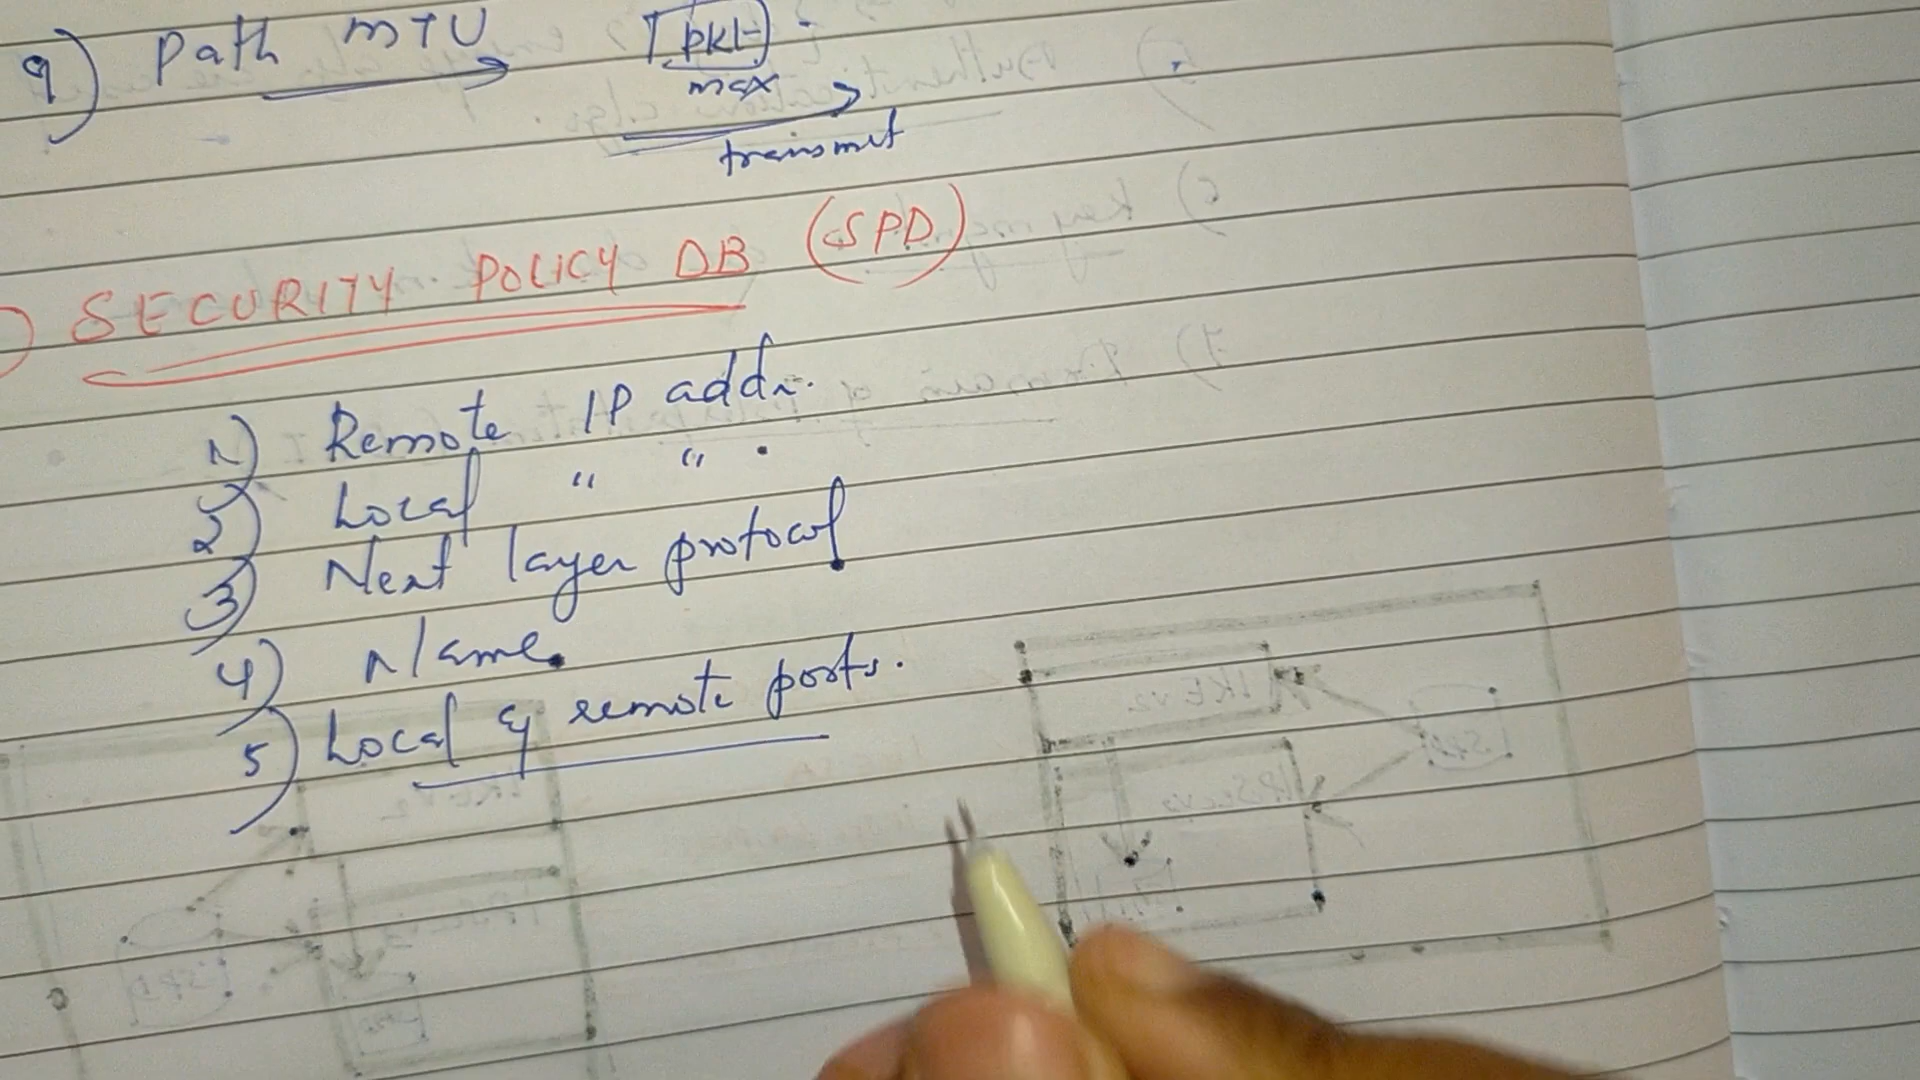 9) Path MTU pkt
max
transmit
SECURITY POLICY DB (SPD)
1) Remote IP addr.
2) Local " " .
3) Next layer protocol
4) Name.
5) Local & remote ports.